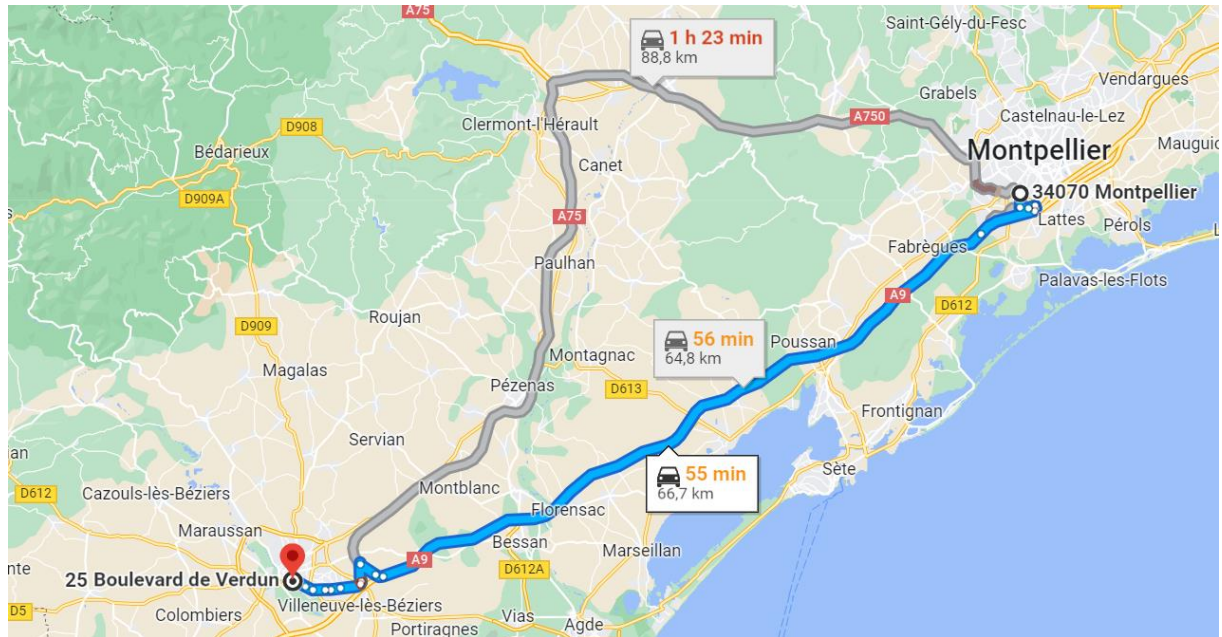 A75
Saint-Gély-du-Fesc
1 h 23 min
88,8 km
Vendargues
Grabels
Castelnau-le-Lez
A750
Clermont-l'Hérault
D908
Bédarieux
Canet
Montpellier
Mauguio
D909A
34070 Montpellier
A75
Lattes
Pérols
Fabrègues
Paulhan
Palavas-les-Flots
A9
D612
Roujan
D909
56 min
64,8 km
Poussan
Montagnac
Magalas
Pézenas
D613
Frontignan
Servian
55 min
66,7 km
Sète
D612
Cazouls-lès-Béziers
Montblanc
Florensac
Maraussan
Bessan
Marseillan
A9
25 Boulevard de Verdun
D612A
Villeneuve-lès-Béziers
D5
Colombiers
Vias
Agde
Portiragnes